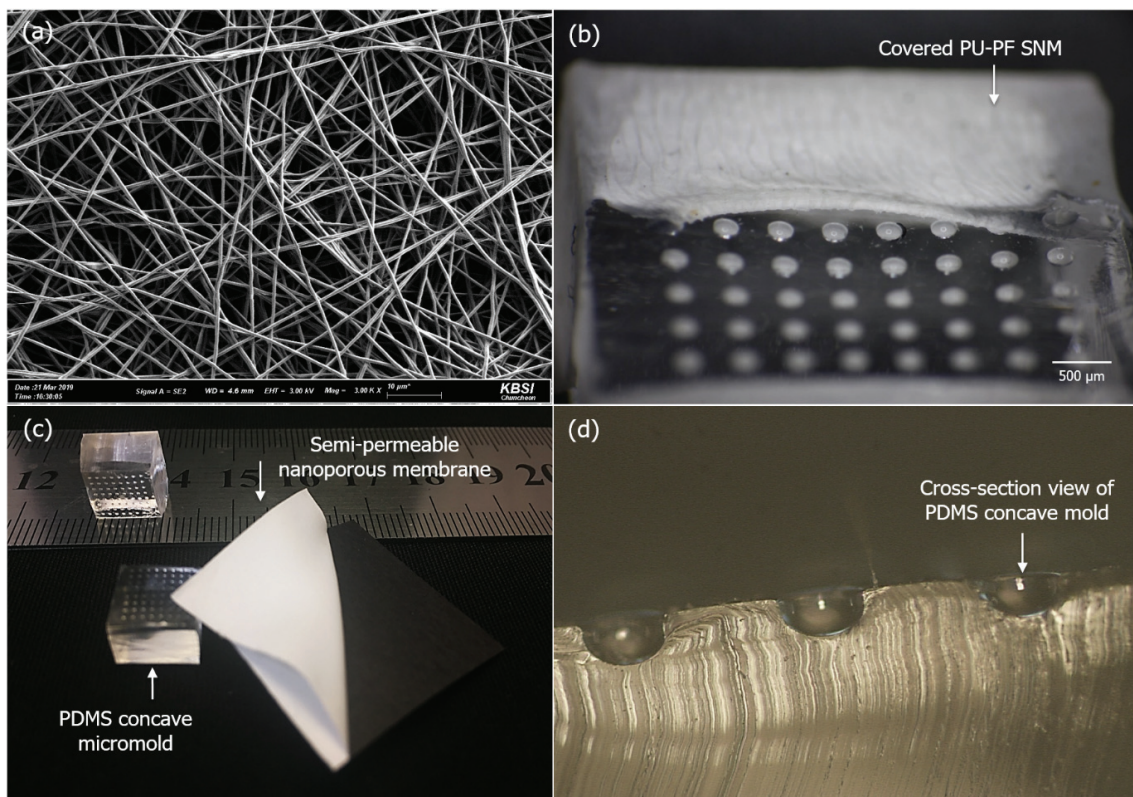 (a)
Date :21 Mar 2019
Time :16:38:05
Signal A = SE2
WD = 4.6 mm
EHT = 3.00 kV
Mag = 3.00 K X
10 µm
KBSI
Chuncheon
(b)
Covered PU-PF SNM
500 µm
(c)
Semi-permeable
nanoporous membrane
12 4 15 16 17 18 19 20
PDMS concave
micromold
(d)
Cross-section view of
PDMS concave mold